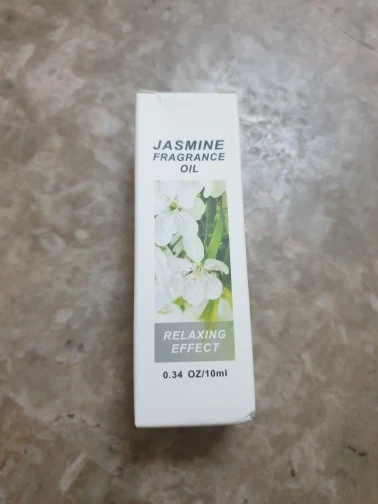 JASMINE
FRAGRANCE
OIL
RELAXING
EFFECT
0.34 OZ/10ml